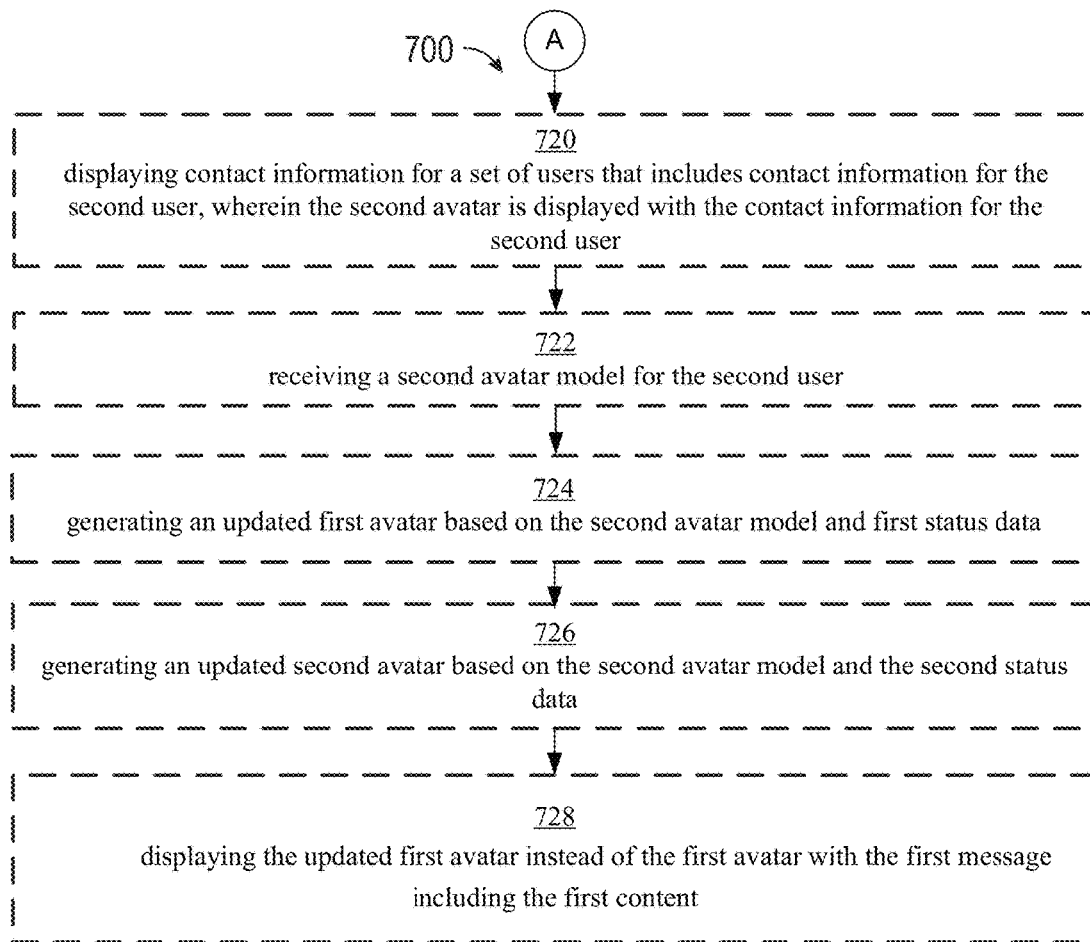 700
A
720
displaying contact information for a set of users that includes contact information for the
second user, wherein the second avatar is displayed with the contact information for the
second user
722
receiving a second avatar model for the second user
724
generating an updated first avatar based on the second avatar model and first status data
726
generating an updated second avatar based on the second avatar model and the second status
data
728
displaying the updated first avatar instead of the first avatar with the first message
including the first content